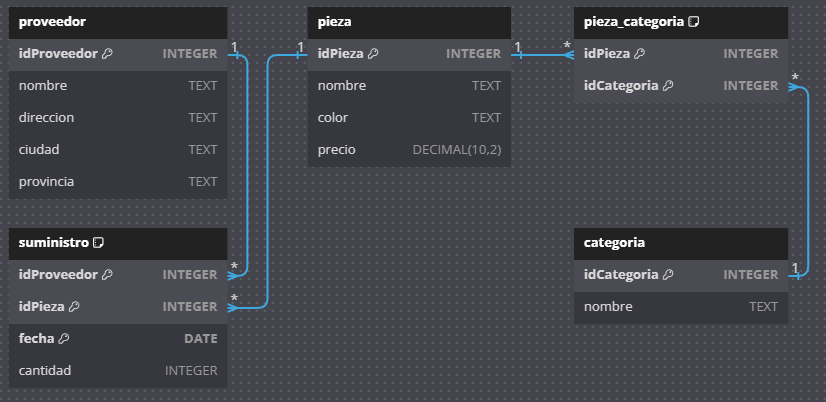 proveedor
idProveedor INTEGER
nombre TEXT
direccion TEXT
ciudad TEXT
provincia TEXT
1
pieza
1
idPieza INTEGER
nombre TEXT
color TEXT
precio DECIMAL(10,2)
1
pieza_categoria
*
idPieza INTEGER
idCategoria INTEGER
*
suministro
idProveedor INTEGER
*
idPieza INTEGER
*
fecha DATE
cantidad INTEGER
categoria
idCategoria INTEGER
1
nombre TEXT